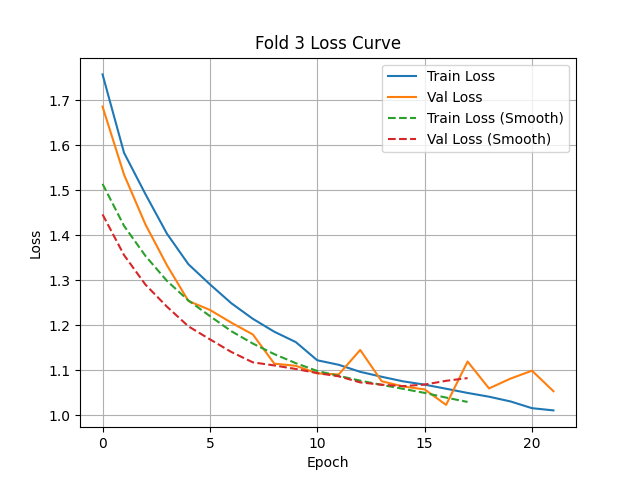 Fold 3 Loss Curve
Train Loss
Val Loss
Train Loss (Smooth)
Val Loss (Smooth)
Loss
1.7
1.6
1.5
1.4
1.3
1.2
1.1
1.0
0 5 10 15 20
Epoch